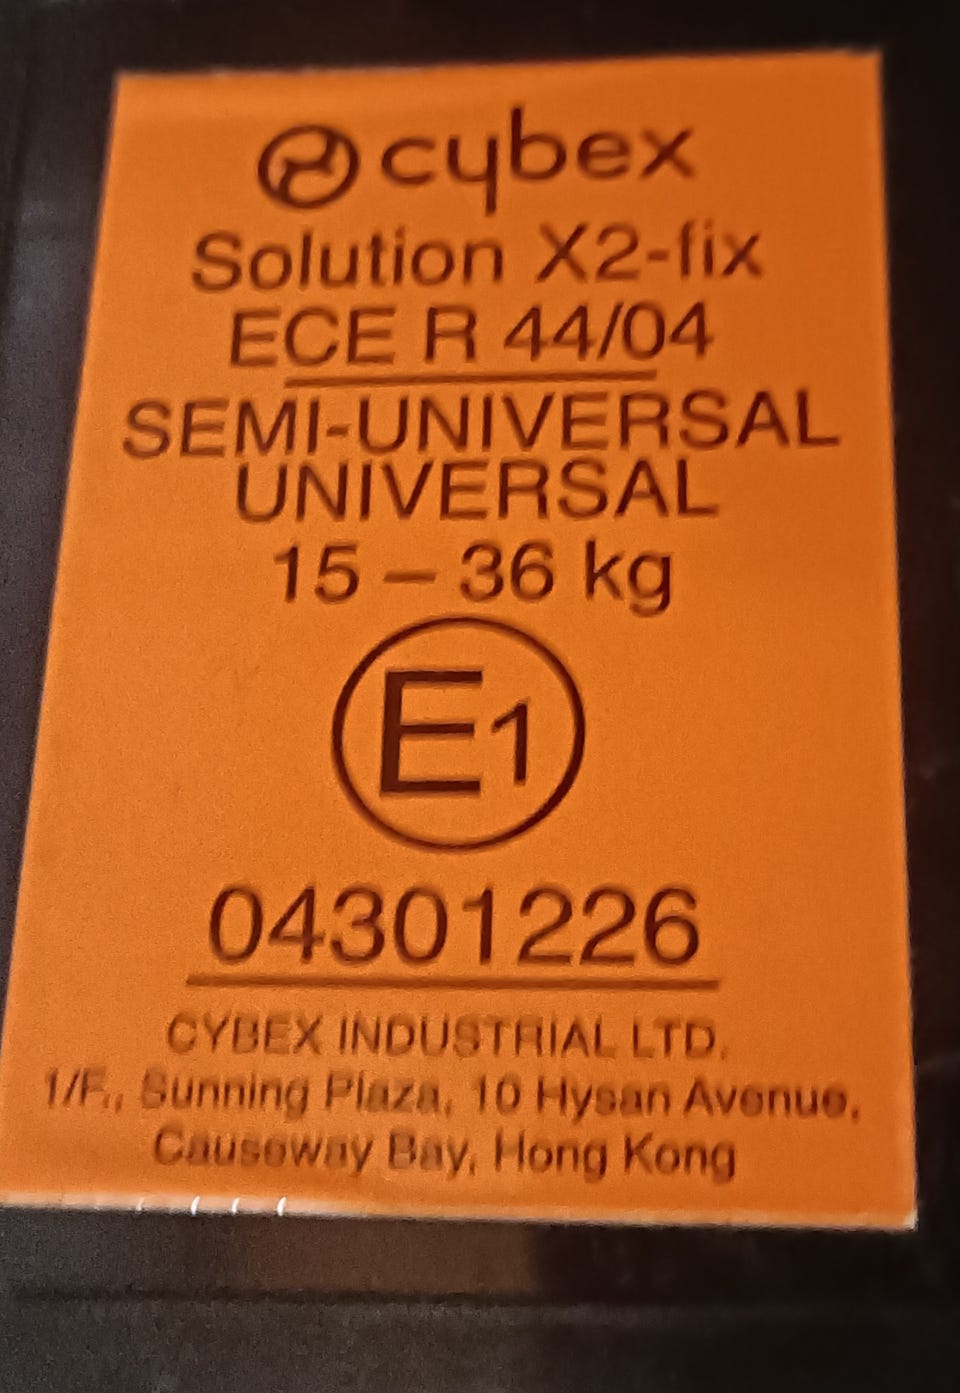 cybex
Solution X2-fix
ECE R 44/04
SEMI-UNIVERSAL
UNIVERSAL
15 – 36 kg
E1
04301226
CYBEX INDUSTRIAL LTD.
1/F., Sunning Plaza, 10 Hysan Avenue,
Causeway Bay, Hong Kong